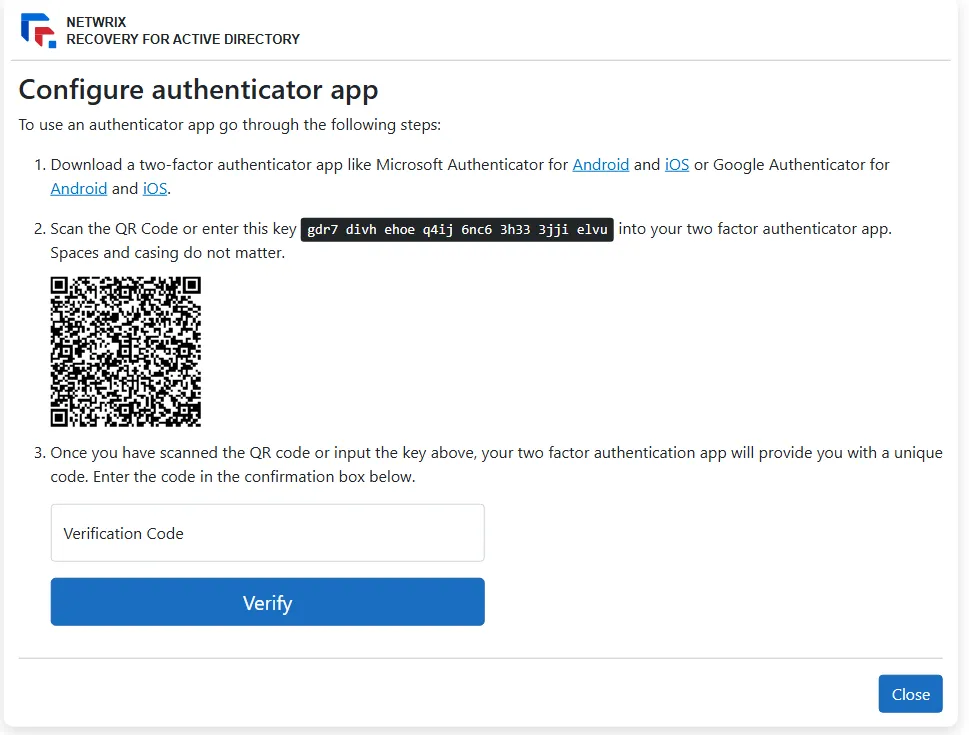 NETWRIX
RECOVERY FOR ACTIVE DIRECTORY
Configure authenticator app
To use an authenticator app go through the following steps:
1. Download a two-factor authenticator app like Microsoft Authenticator for Android and iOS or Google Authenticator for
Android and iOS.
2. Scan the QR Code or enter this key gdr7 divh ehoe q4ij 6nc6 3h33 3jji elvu into your two factor authenticator app.
Spaces and casing do not matter.
3. Once you have scanned the QR code or input the key above, your two factor authentication app will provide you with a unique
code. Enter the code in the confirmation box below.
Verification Code
Verify
Close